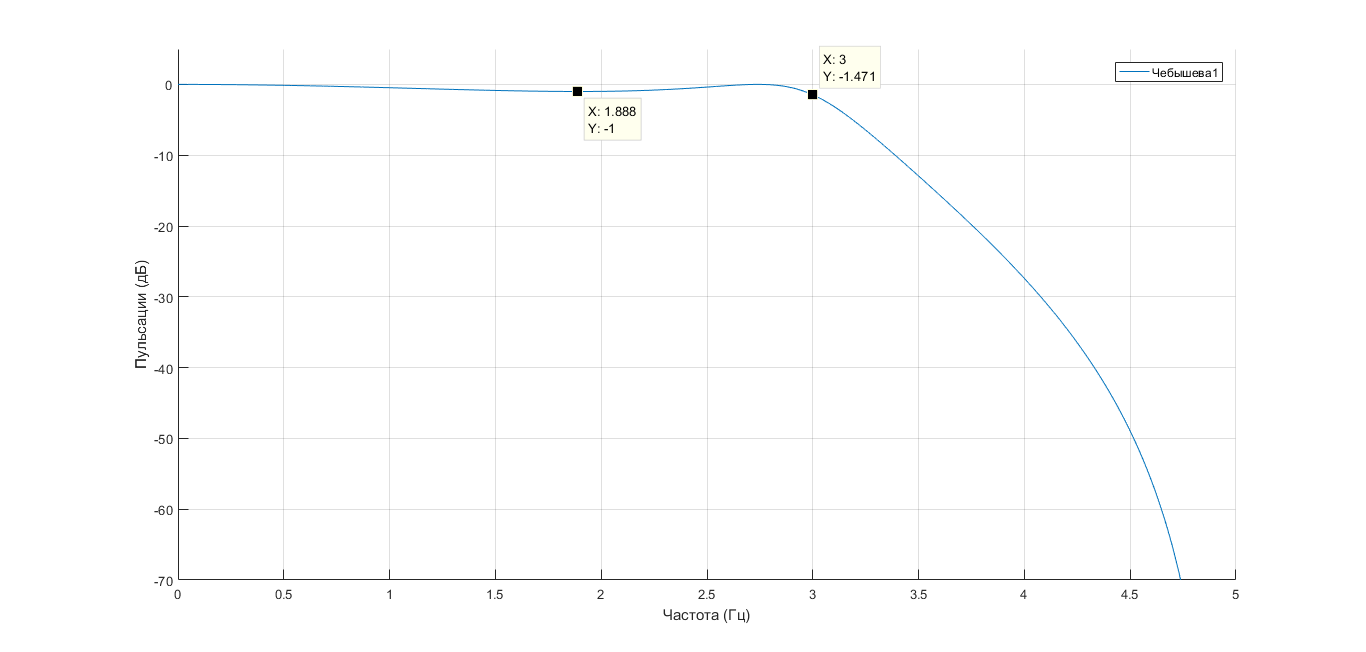 X: 3
Y: -1.471
Чебышева1
X: 1.888
Y: -1
0
-10
-20
-30
-40
-50
-60
-70
Пульсации (дБ)
0 0.5 1 1.5 2 2.5 3 3.5 4 4.5 5
Частота (Гц)